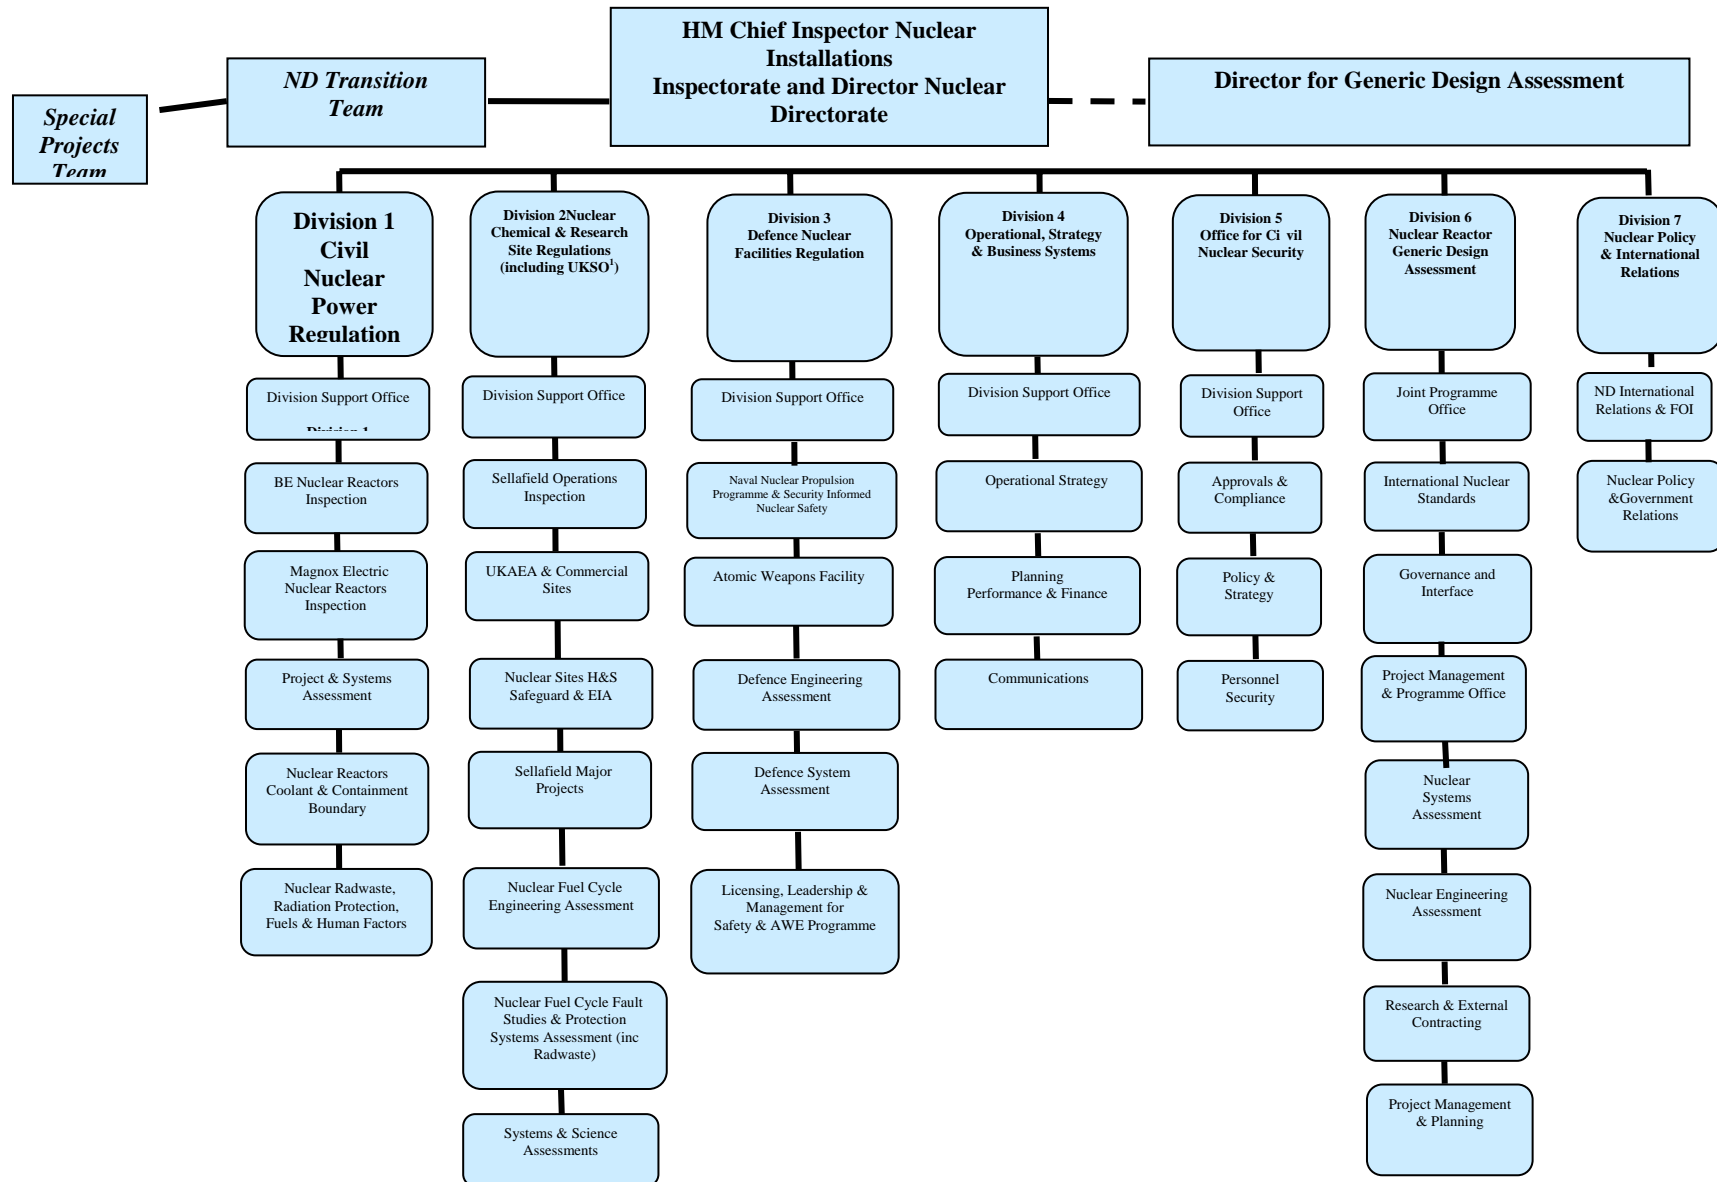 HM Chief Inspector Nuclear
Installations
Inspectorate and Director Nuclear
Directorate
ND Transition
Team
Director for Generic Design Assessment
Special
Projects
Team
Division 1
Civil
Nuclear
Power
Regulation
Division 2Nuclear
Chemical & Research
Site Regulations
(including UKSO1)
Division 3
Defence Nuclear
Facilities Regulation
Division 4
Operational, Strategy
& Business Systems
Division 5
Office for Ci vil
Nuclear Security
Division 6
Nuclear Reactor
Generic Design
Assessment
Division 7
Nuclear Policy
& International
Relations
Division Support Office
Division 1
BE Nuclear Reactors
Inspection
Magnox Electric
Nuclear Reactors
Inspection
Project & Systems
Assessment
Nuclear Reactors
Coolant & Containment
Boundary
Nuclear Radwaste,
Radiation Protection,
Fuels & Human Factors
Division Support Office
Sellafield Operations
Inspection
UKAEA & Commercial
Sites
Nuclear Sites H&S
Safeguard & EIA
Sellafield Major
Projects
Nuclear Fuel Cycle
Engineering Assessment
Nuclear Fuel Cycle Fault
Studies & Protection
Systems Assessment (inc
Radwaste)
Systems & Science
Assessments
Division Support Office
Naval Nuclear Propulsion
Programme & Security Informed
Nuclear Safety
Atomic Weapons Facility
Defence Engineering
Assessment
Defence System
Assessment
Licensing, Leadership &
Management for
Safety & AWE Programme
Division Support Office
Operational Strategy
Planning
Performance & Finance
Communications
Division Support
Office
Approvals &
Compliance
Policy &
Strategy
Personnel
Security
Joint Programme
Office
International Nuclear
Standards
Governance and
Interface
Project Management
& Programme Office
Nuclear
Systems
Assessment
Nuclear Engineering
Assessment
Research & External
Contracting
Project Management
& Planning
ND International
Relations & FOI
Nuclear Policy
&Government
Relations